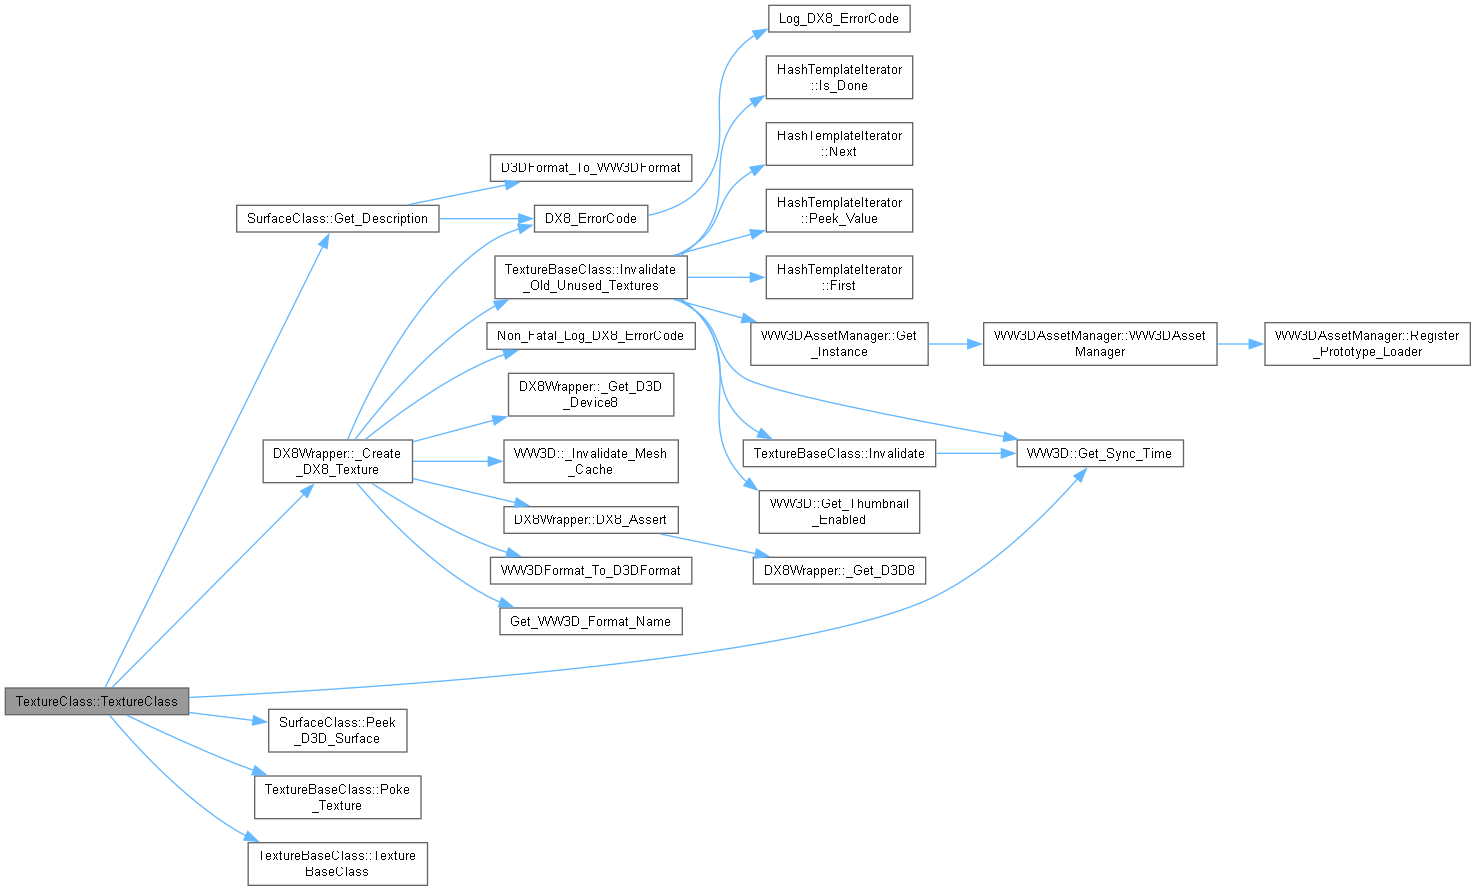 Log_DX8_ErrorCode
HashTemplateIterator
::Is_Done
HashTemplateIterator
::Next
D3DFormat_To_WW3DFormat
HashTemplateIterator
::Peek_Value
SurfaceClass::Get_Description
DX8_ErrorCode
TextureBaseClass::Invalidate
_Old_Unused_Textures
HashTemplateIterator
::First
Non_Fatal_Log_DX8_ErrorCode
WW3DAssetManager::Get
_Instance
WW3DAssetManager::WW3DAsset
Manager
WW3DAssetManager::Register
_Prototype_Loader
DX8Wrapper::_Get_D3D
_Device8
DX8Wrapper::_Create
_DX8_Texture
WW3D::_Invalidate_Mesh
_Cache
TextureBaseClass::Invalidate
WW3D::Get_Sync_Time
WW3D::Get_Thumbnail
_Enabled
DX8Wrapper::DX8_Assert
WW3DFormat_To_D3DFormat
DX8Wrapper::_Get_D3D8
Get_WW3D_Format_Name
TextureClass::TextureClass
SurfaceClass::Peek
_D3D_Surface
TextureBaseClass::Poke
_Texture
TextureBaseClass::Texture
BaseClass